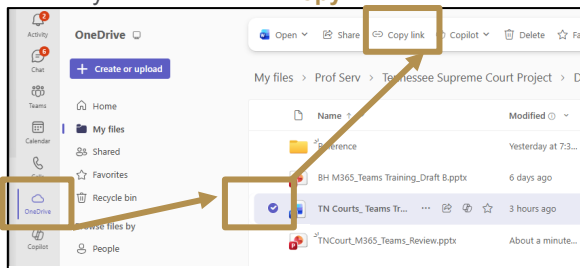 OneDrive
Open
Share
Copy link
Copilot
Delete
2
Activity
6
Chat
Teams
Calendar
OneDrive
Copilot
Create or upload
Home
My files
Shared
Favorites
Recycle bin
Browse files by
People
My files > Prof Serv > Tennessee Supreme Court Project >
Name
Modified
Reference
Yesterday at 7:3...
BH M365_Teams Training_Draft B.pptx
6 days ago
TN Courts_ Teams Tr...
3 hours ago
TNCourt_M365_Teams_Review.pptx
About a minute...